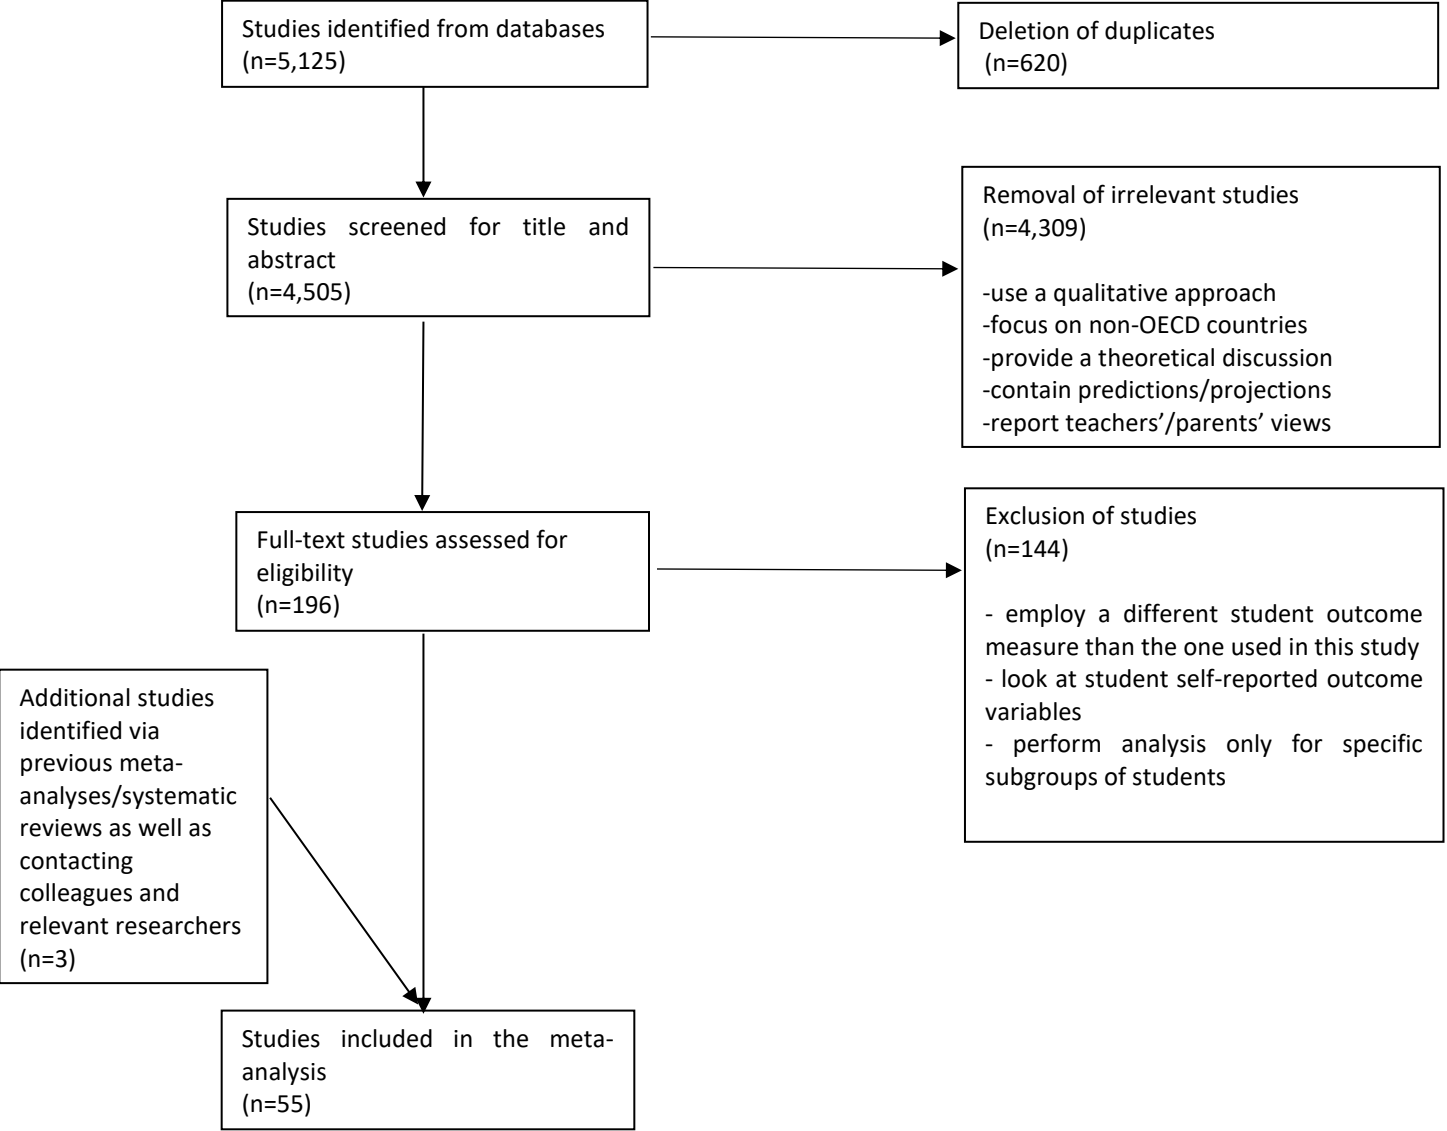 Studies identified from databases
(n=5,125)
Deletion of duplicates
(n=620)
Studies screened for title and
abstract
(n=4,505)
Removal of irrelevant studies
(n=4,309)
-use a qualitative approach
-focus on non-OECD countries
-provide a theoretical discussion
-contain predictions/projections
-report teachers’/parents’ views
Full-text studies assessed for
eligibility
(n=196)
Exclusion of studies
(n=144)
- employ a different student outcome
measure than the one used in this study
- look at student self-reported outcome
variables
- perform analysis only for specific
subgroups of students
Additional studies
identified via
previous meta-
analyses/systematic
reviews as well as
contacting
colleagues and
relevant researchers
(n=3)
Studies included in the meta-
analysis
(n=55)